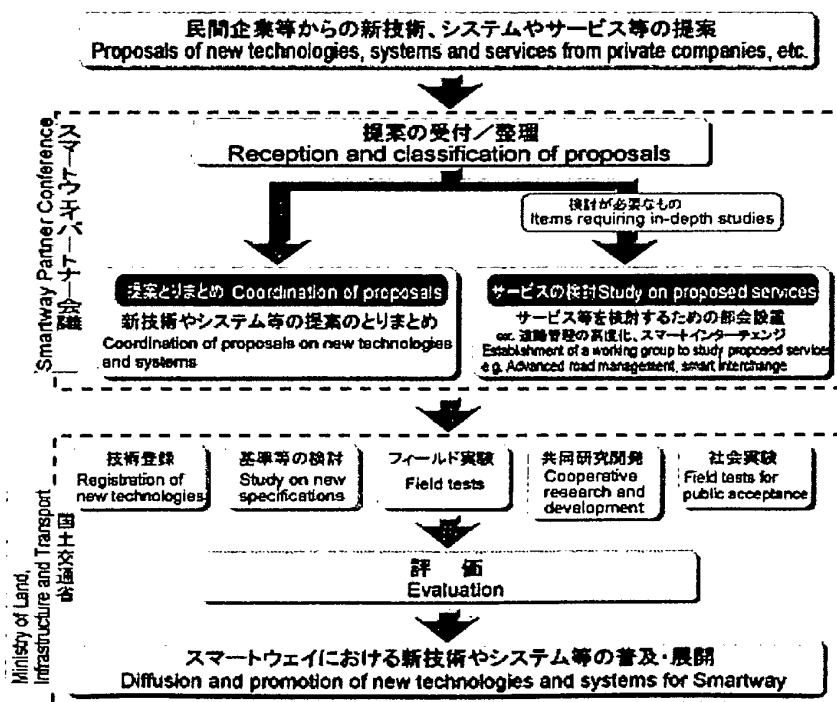 民間企業等からの新技術、システムやサービス等の提案
Proposals of new technologies, systems and services from private companies, etc.
スマートウェイパートナー会議
Smartway Partner Conference
提案の受付／整理
Reception and classification of proposals
検討が必要なもの
Items requiring in-depth studies
提案とりまとめ Coordination of proposals
新技術やシステム等の提案のとりまとめ
Coordination of proposals on new technologies
and systems
サービスの検討 Study on proposed services
サービス等を検討するための部会設置
ex. 道路管理の高度化、スマートインターチェンジ
Establishment of a working group to study proposed services
e.g. Advanced road management, smart interchange
国土交通省
Ministry of Land,
Infrastructure and Transport
技術登録
Registration of
new technologies
基準等の検討
Study on new
specifications
フィールド実験
Field tests
共同研究開発
Cooperative
research and
development
社会実験
Field tests for
public acceptance
評価
Evaluation
スマートウェイにおける新技術やシステム等の普及・展開
Diffusion and promotion of new technologies and systems for Smartway